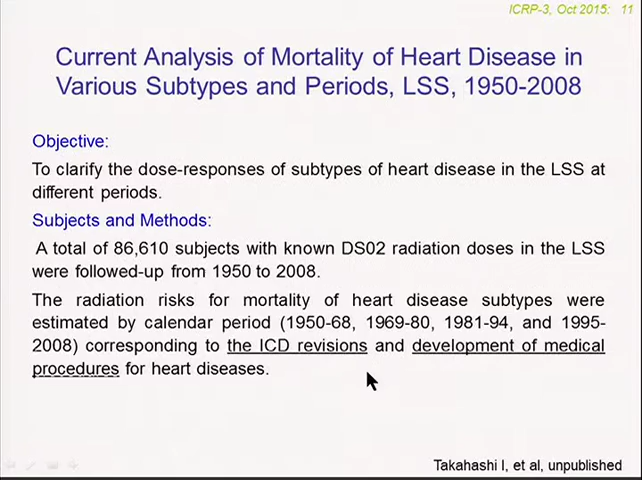 ICRP-3, Oct 2015: 11
Current Analysis of Mortality of Heart Disease in
Various Subtypes and Periods, LSS, 1950-2008
Objective:
To clarify the dose-responses of subtypes of heart disease in the LSS at
different periods.
Subjects and Methods:
A total of 86,610 subjects with known DS02 radiation doses in the LSS
were followed-up from 1950 to 2008.
The radiation risks for mortality of heart disease subtypes were
estimated by calendar period (1950-68, 1969-80, 1981-94, and 1995-
2008) corresponding to the ICD revisions and development of medical
procedures for heart diseases.
Takahashi I, et al, unpublished